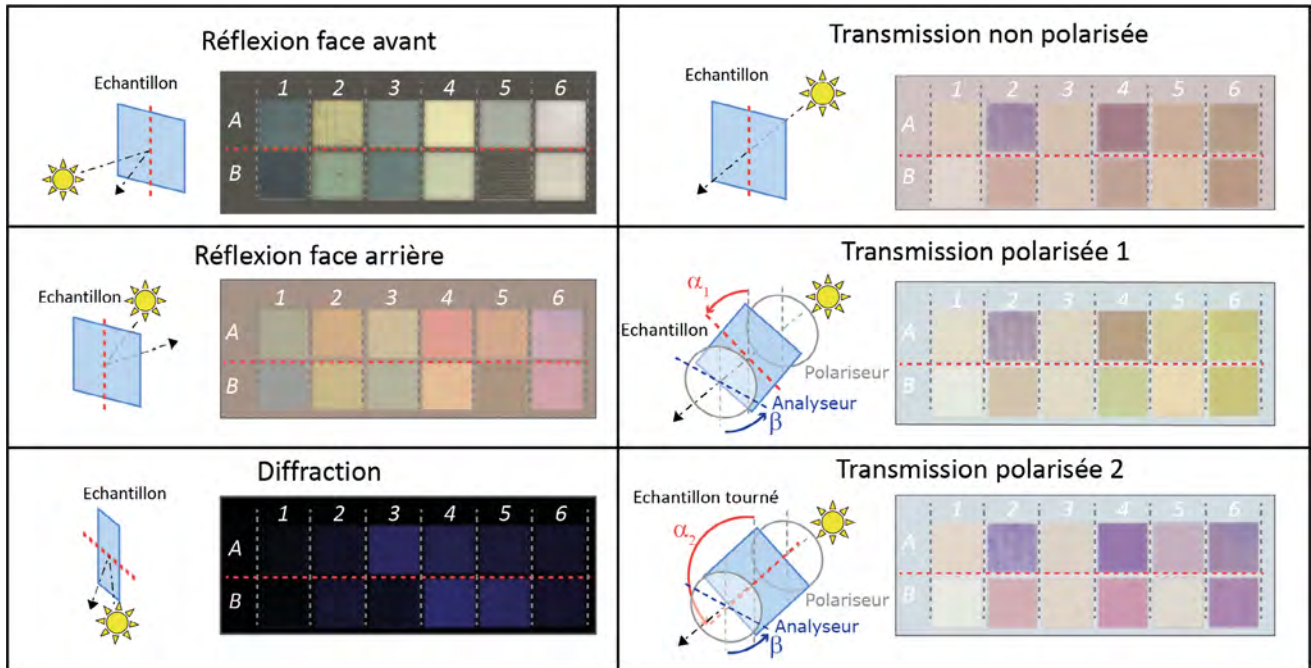 Réflexion face avant
Echantillon
1 2 3 4 5 6
A
B
Transmission non polarisée
Echantillon
1 2 3 4 5 6
A
B
Réflexion face arrière
Echantillon
1 2 3 4 5 6
A
B
Transmission polarisée 1
α1
Echantillon
Polariseur
Analyseur
β
1 2 3 4 5 6
A
B
Diffraction
Echantillon
1 2 3 4 5 6
A
B
Transmission polarisée 2
Echantillon tourné
α2
Polariseur
Analyseur
β
1 2 3 4 5 6
A
B